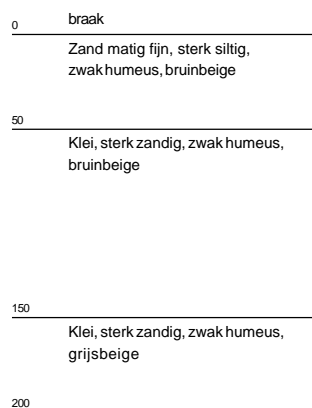 0 braak
Zand matig fijn, sterk siltig,
zwak humeus, bruinbeige
50
Klei, sterk zandig, zwak humeus,
bruinbeige
150
Klei, sterk zandig, zwak humeus,
grijsbeige
200